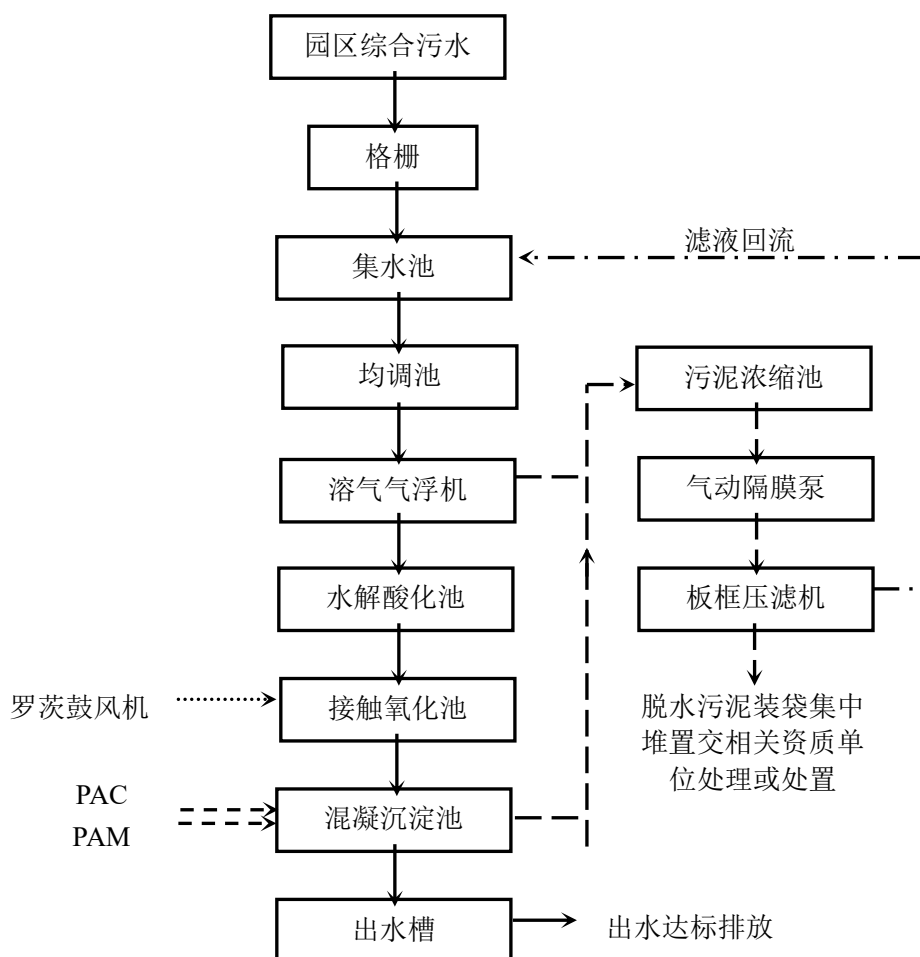 园区综合污水
格栅
滤液回流
集水池
均调池
污泥浓缩池
溶气气浮机
气动隔膜泵
水解酸化池
板框压滤机
罗茨鼓风机
接触氧化池
脱水污泥装袋集中
堆置交相关资质单
位处理或处置
PAC
PAM
混凝沉淀池
出水槽
出水达标排放